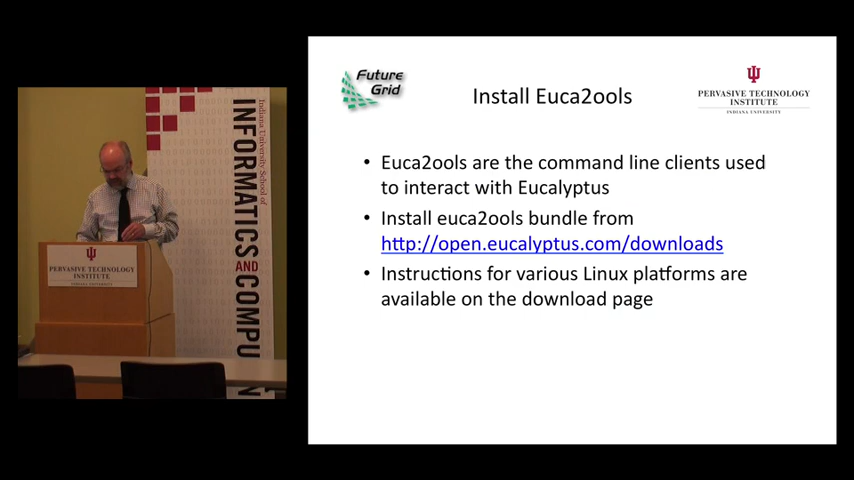 Future
Grid
Install Euca2ools
PERVASIVE TECHNOLOGY
INSTITUTE
INDIANA UNIVERSITY
• Euca2ools are the command line clients used
to interact with Eucalyptus
• Install euca2ools bundle from
http://open.eucalyptus.com/downloads
• Instructions for various Linux platforms are
available on the download page
Indiana University School of
INFORMATICS AND COMPU
PERVASIVE TECHNOLOGY
INSTITUTE